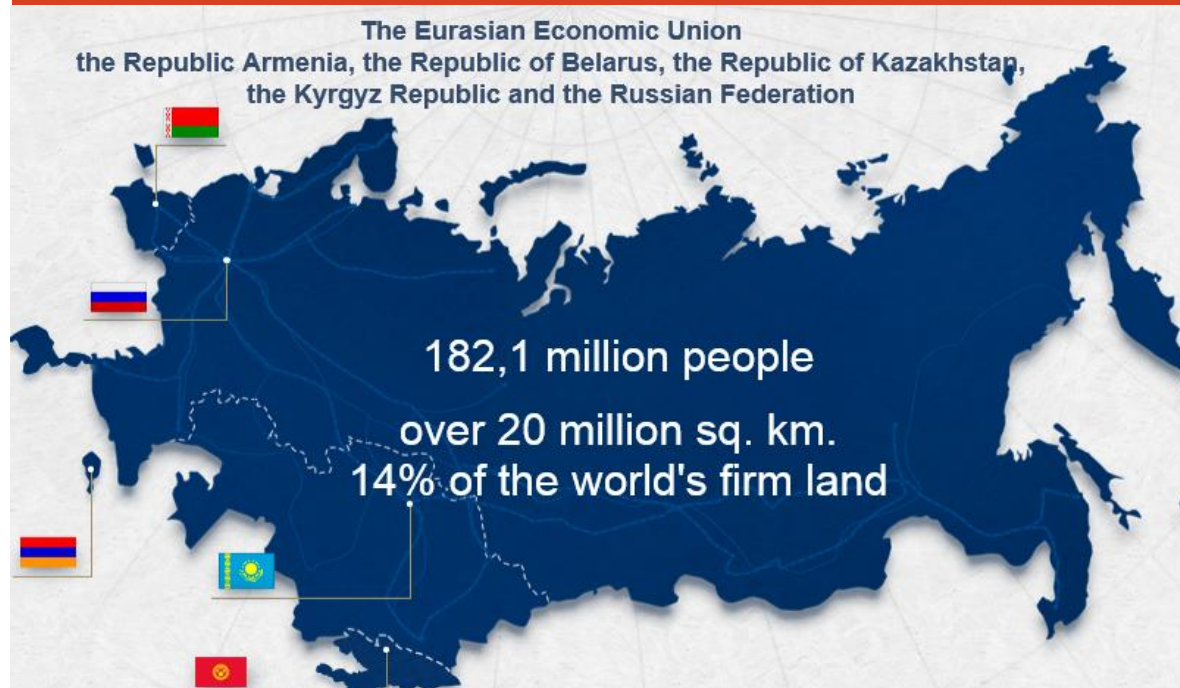 The Eurasian Economic Union
the Republic Armenia, the Republic of Belarus, the Republic of Kazakhstan,
the Kyrgyz Republic and the Russian Federation
182,1 million people
over 20 million sq. km.
14% of the world's firm land